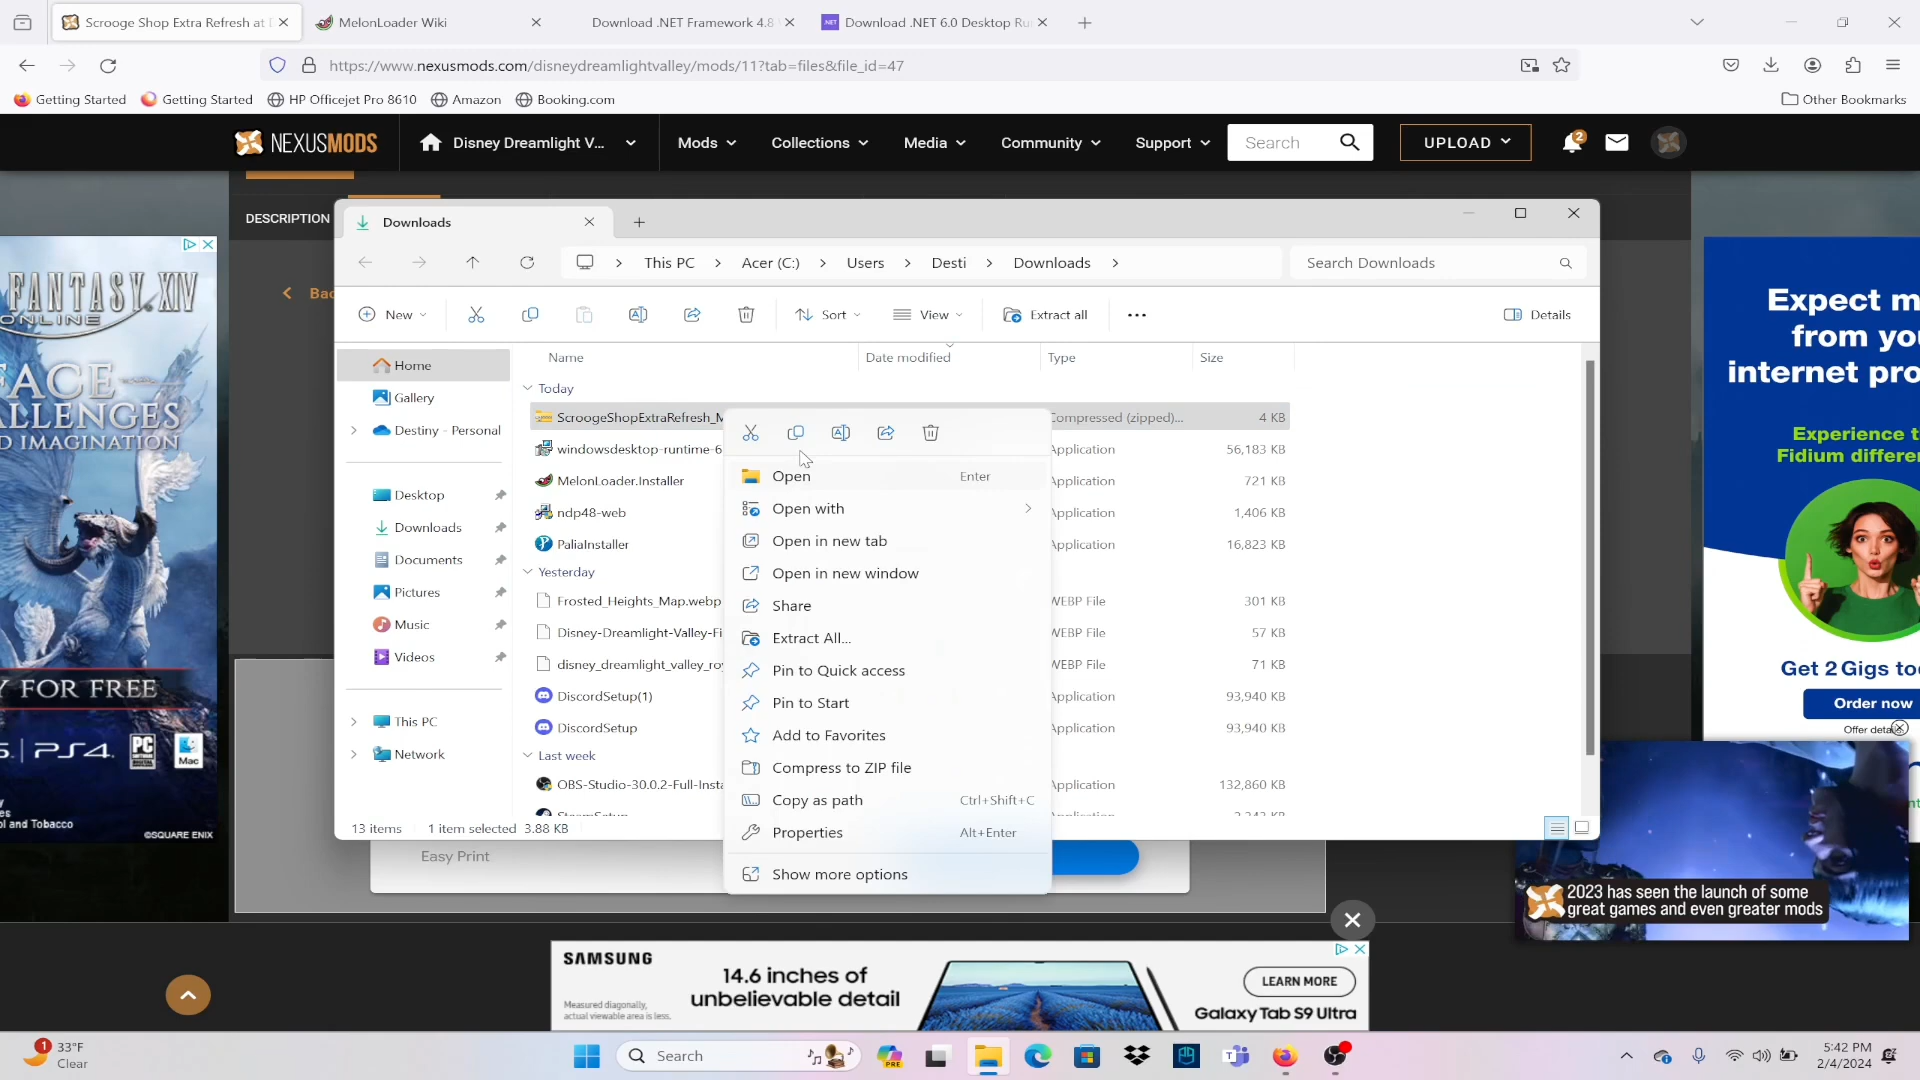 Scrooge Shop Extra Refresh at D
MelonLoader Wiki
Download .NET Framework 4.8
Download .NET 6.0 Desktop Ru
https://www.nexusmods.com/disneydreamlightvalley/mods/11?tab=files&file_id=47
Getting Started
Getting Started
HP Officejet Pro 8610
Amazon
Booking.com
Other Bookmarks
NEXUSMODS
Disney Dreamlight V...
Mods
Collections
Media
Community
Support
Search
UPLOAD
2
DESCRIPTION
Downloads
This PC
Acer (C:)
Users
Desti
Downloads
Search Downloads
New
Sort
View
Extract all
Details
Name
Date modified
Type
Size
Home
Gallery
Destiny - Personal
Desktop
Downloads
Documents
Pictures
Music
Videos
This PC
Network
Today
ScroogeShopExtraRefresh_M
Compressed (zipped)...
4 KB
windowsdesktop-runtime-6
Application
56,183 KB
MelonLoader.Installer
Application
721 KB
ndp48-web
Application
1,406 KB
PaliaInstaller
Application
16,823 KB
Yesterday
Frosted_Heights_Map.webp
WEBP File
301 KB
Disney-Dreamlight-Valley-Fi
WEBP File
57 KB
disney_dreamlight_valley_ro
WEBP File
71 KB
DiscordSetup(1)
Application
93,940 KB
DiscordSetup
Application
93,940 KB
Last week
OBS-Studio-30.0.2-Full-Insta
Application
132,860 KB
13 items
1 item selected 3.88 KB
Open
Enter
Open with
Open in new tab
Open in new window
Share
Extract All...
Pin to Quick access
Pin to Start
Add to Favorites
Compress to ZIP file
Copy as path
Ctrl+Shift+C
Properties
Alt+Enter
Show more options
Bac
FANTASY XIV
ONLINE
FACE
ALLENGES
D IMAGINATION
Y FOR FREE
PS4
PC
Mac
ol and Tobacco
©SQUARE ENIX
Expect m
from you
internet pro
Experience t
Fidium differe
Get 2 Gigs to
Order now
Offer deta
2023 has seen the launch of some
great games and even greater mods
Easy Print
SAMSUNG
14.6 inches of
unbelievable detail
Measured diagonally,
actual viewable area is less.
LEARN MORE
Galaxy Tab S9 Ultra
1
33°F
Clear
Search
PRE
5:42 PM
2/4/2024